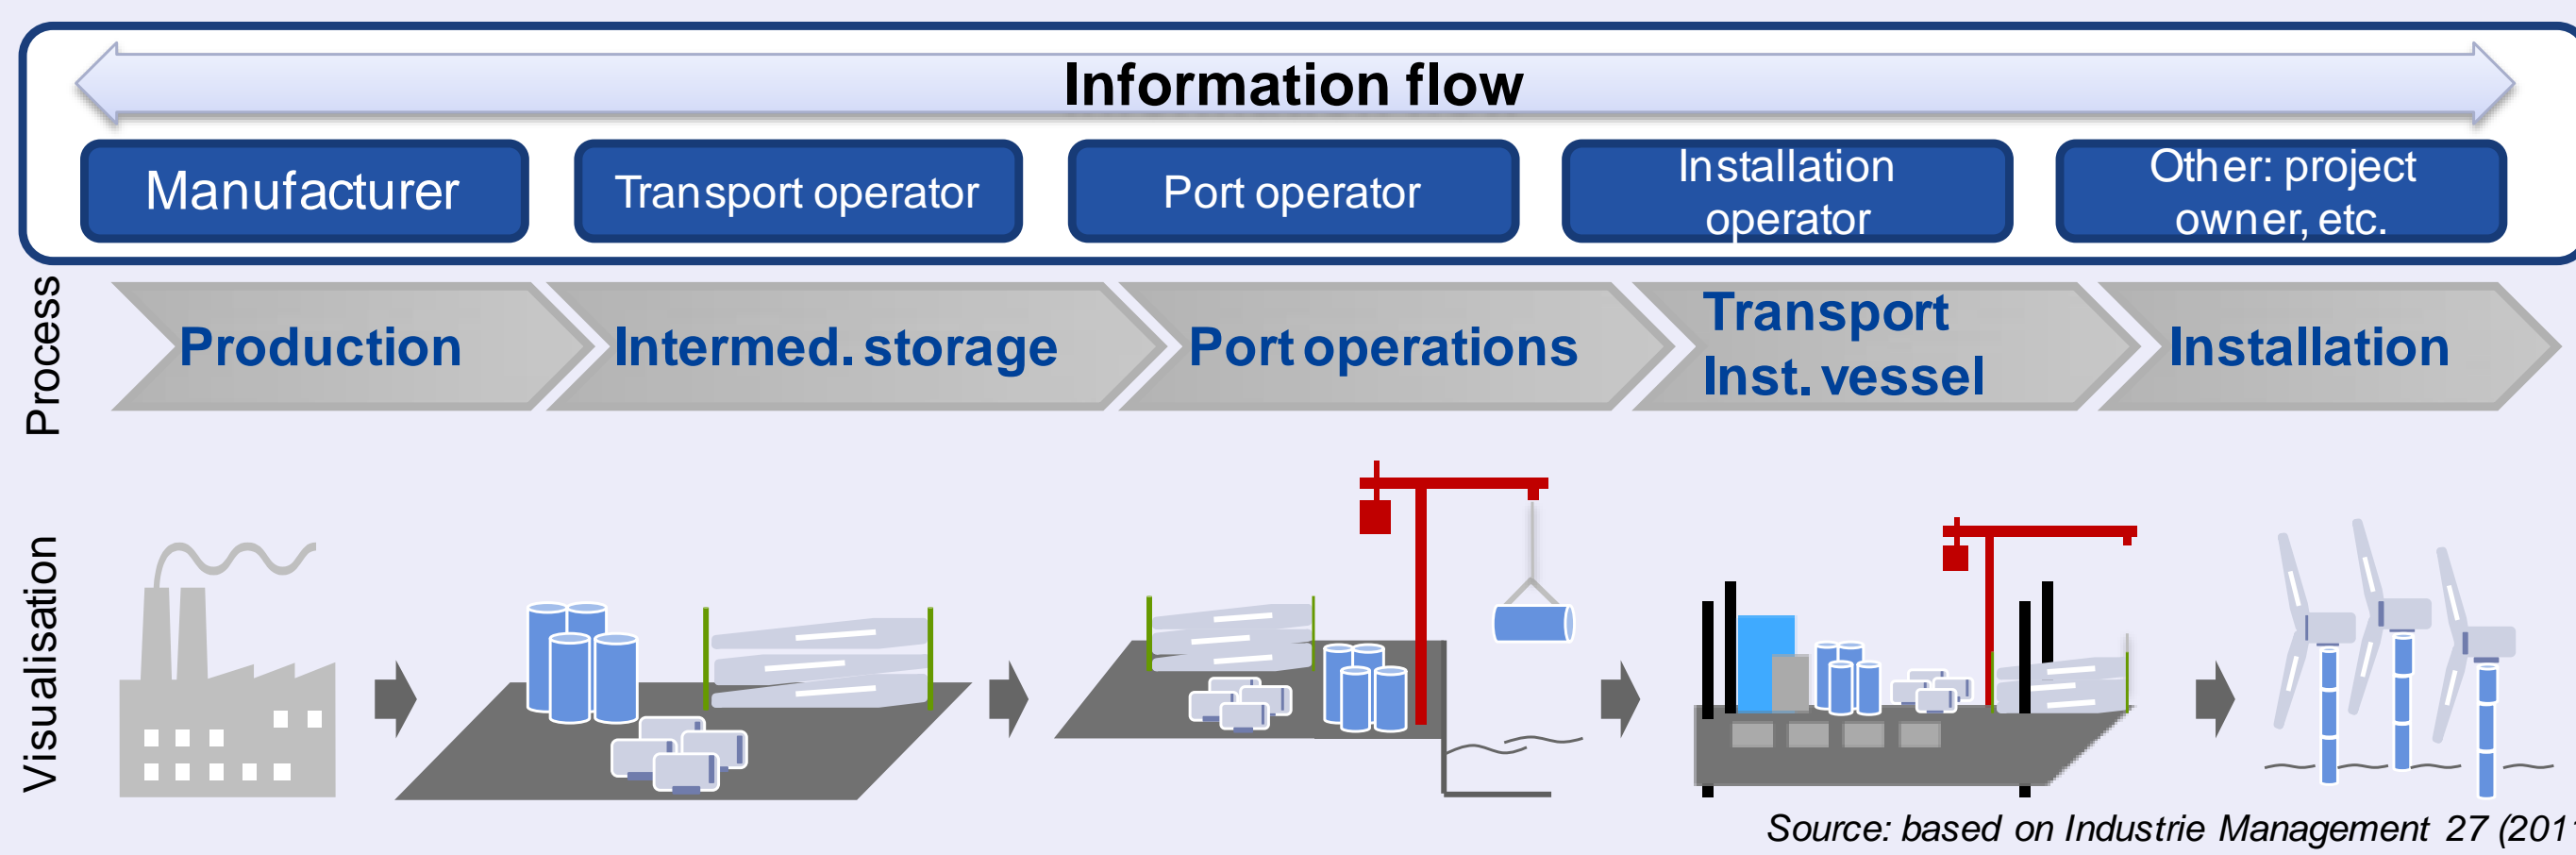 Information flow
Manufacturer
Transport operator
Port operator
Installation
operator
Other: project
owner, etc.
Process
Production
Intermed. storage
Port operations
Transport
Inst. vessel
Installation
Visualisation
Source: based on Industrie Management 27 (201